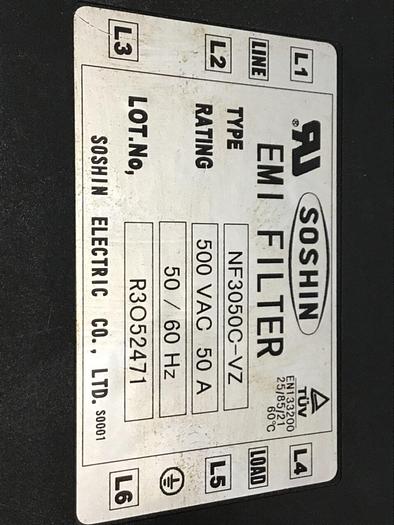 L1 LINE L2 L3
SOSHIN
EMI FILTER
TÜV
EN133200
25/85/21
60℃
TYPE NF3050C-VZ
RATING 500 VAC 50 A
50 / 60 Hz
LOT.No, R3O52471
SOSHIN ELECTRIC CO., LTD. S0001
L4 LOAD L5 L6